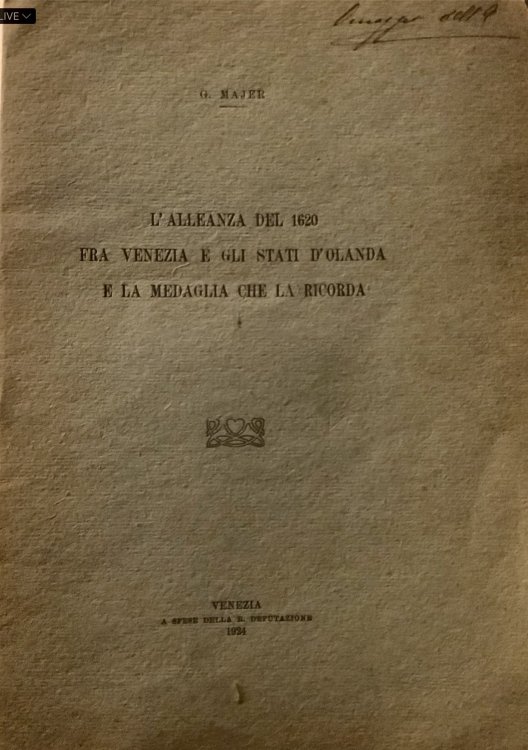 LIVE
G. MAJER
L'ALLEANZA DEL 1620
FRA VENEZIA E GLI STATI D'OLANDA
E LA MEDAGLIA CHE LA RICORDA
VENEZIA
A SPESE DELLA R. DEPUTAZIONE
1924